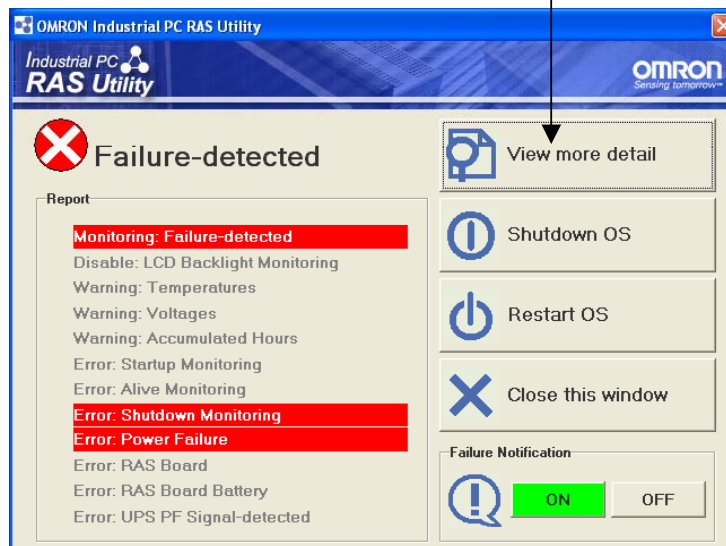 OMRON Industrial PC RAS Utility
Industrial PC
RAS Utility
OMRON
Sensing tomorrow™
Failure-detected
Report
Monitoring: Failure-detected
Disable: LCD Backlight Monitoring
Warning: Temperatures
Warning: Voltages
Warning: Accumulated Hours
Error: Startup Monitoring
Error: Alive Monitoring
Error: Shutdown Monitoring
Error: Power Failure
Error: RAS Board
Error: RAS Board Battery
Error: UPS PF Signal-detected
View more detail
Shutdown OS
Restart OS
Close this window
Failure Notification
ON OFF